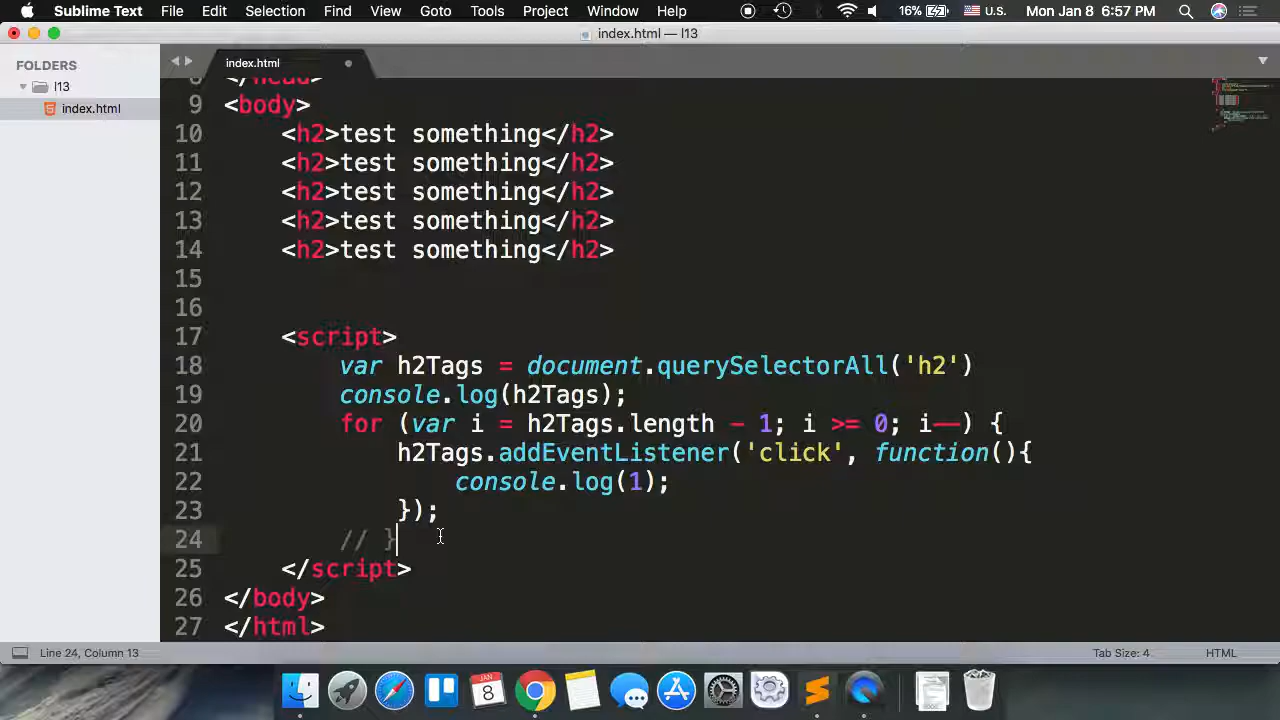 Sublime Text File Edit Selection Find View Goto Tools Project Window Help 16% U.S. Mon Jan 8 6:57 PM
index.html — l13
FOLDERS
l13
index.html
index.html
8 </head>
9 <body>
10 <h2>test something</h2>
11 <h2>test something</h2>
12 <h2>test something</h2>
13 <h2>test something</h2>
14 <h2>test something</h2>
15
16
17 <script>
18 var h2Tags = document.querySelectorAll('h2')
19 console.log(h2Tags);
20 for (var i = h2Tags.length - 1; i >= 0; i--) {
21 h2Tags.addEventListener('click', function(){
22 console.log(1);
23 });
24 // }
25 </script>
26 </body>
27 </html>
Line 24, Column 13 Tab Size: 4 HTML
JAN
8